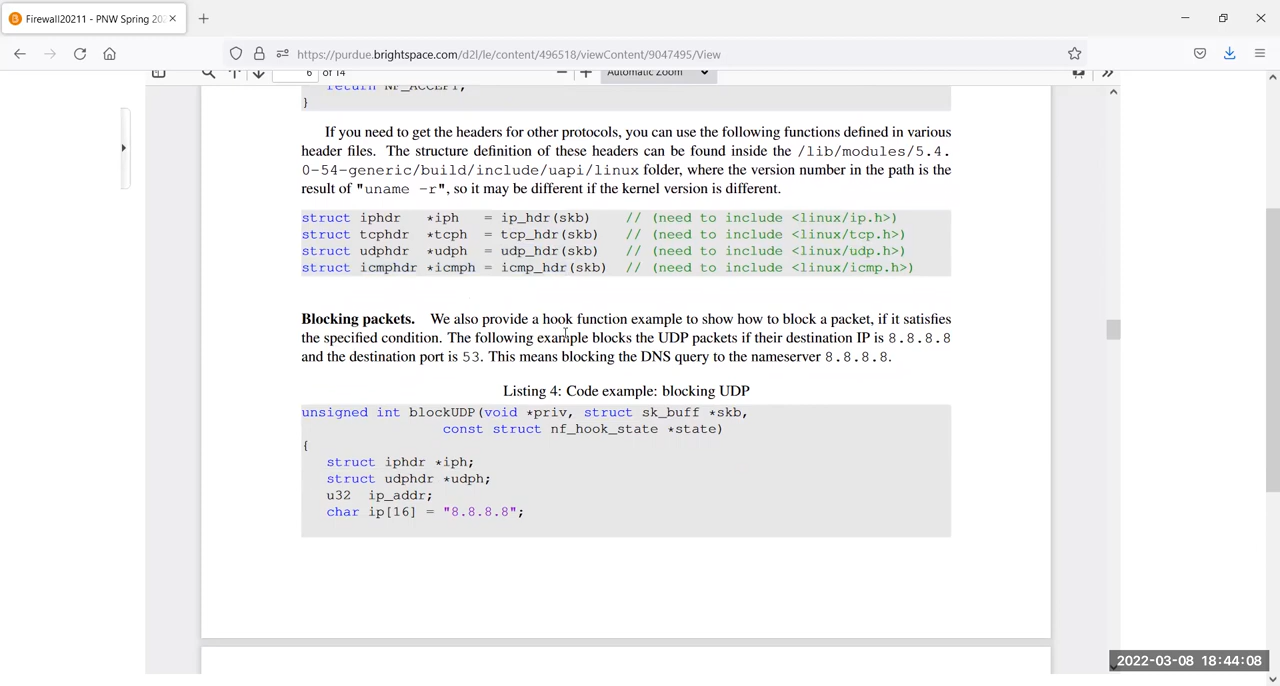 Firewall20211 - PNW Spring 202
https://purdue.brightspace.com/d2l/le/content/496518/viewContent/9047495/View
6 of 14
Automatic Zoom
return NF_ACCEPT;
}
If you need to get the headers for other protocols, you can use the following functions defined in various
header files. The structure definition of these headers can be found inside the /lib/modules/5.4.
0-54-generic/build/include/uapi/linux folder, where the version number in the path is the
result of "uname -r", so it may be different if the kernel version is different.
struct iphdr *iph = ip_hdr(skb) // (need to include <linux/ip.h>)
struct tcphdr *tcph = tcp_hdr(skb) // (need to include <linux/tcp.h>)
struct udphdr *udph = udp_hdr(skb) // (need to include <linux/udp.h>)
struct icmphdr *icmph = icmp_hdr(skb) // (need to include <linux/icmp.h>)
Blocking packets. We also provide a hook function example to show how to block a packet, if it satisfies
the specified condition. The following example blocks the UDP packets if their destination IP is 8.8.8.8
and the destination port is 53. This means blocking the DNS query to the nameserver 8.8.8.8.
Listing 4: Code example: blocking UDP
unsigned int blockUDP(void *priv, struct sk_buff *skb,
const struct nf_hook_state *state)
{
struct iphdr *iph;
struct udphdr *udph;
u32 ip_addr;
char ip[16] = "8.8.8.8";
2022-03-08 18:44:08